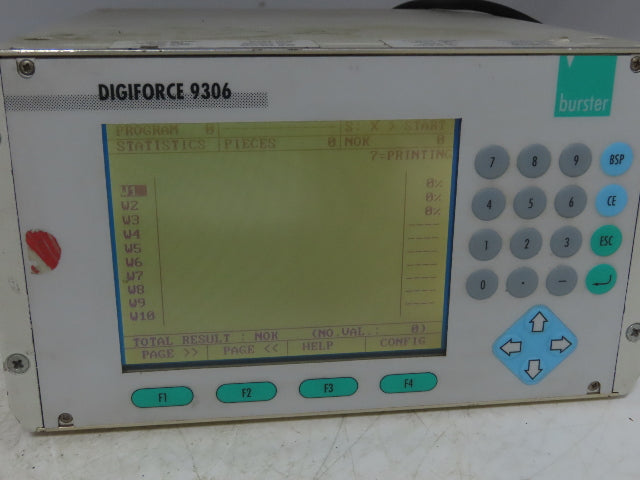 DIGIFORCE 9306
burster
PROGRAM 0 S: X > START
STATISTICS PIECES 0 NOK 0
7=PRINTING
W1 0%
W2 0%
W3 0%
W4 ----
W5 ----
W6 ----
W7 ----
W8 ----
W9 ----
W10 ----
TOTAL RESULT : NOK (NO VAL.: 0)
PAGE >> PAGE << HELP CONFIG
F1 F2 F3 F4
7 8 9 BSP
4 5 6 CE
1 2 3 ESC
0 . –